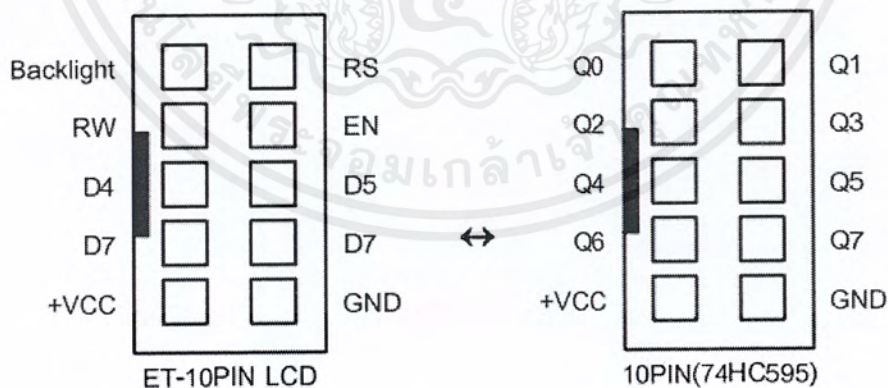 Backlight RS Q0 Q1
RW EN Q2 Q3
D4 D5 Q4 Q5
D7 D7 ↔ Q6 Q7
+VCC GND +VCC GND
ET-10PIN LCD 10PIN(74HC595)